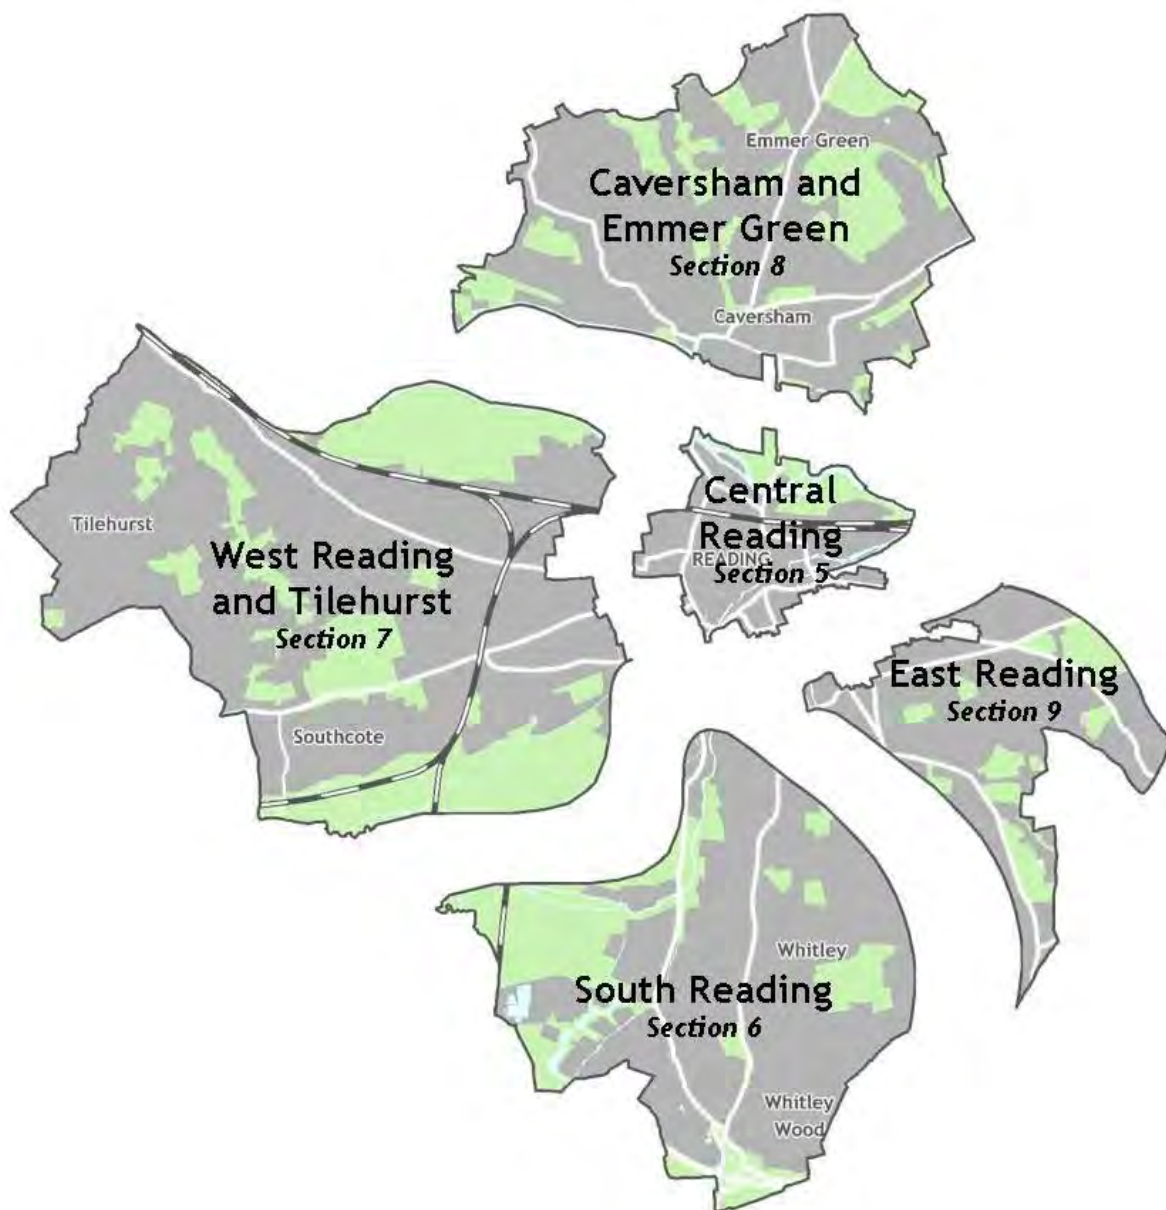 Emmer Green
Caversham and
Emmer Green
Section 8
Caversham
Central
Reading
READING
Section 5
Tilehurst
West Reading
and Tilehurst
Section 7
Southcote
East Reading
Section 9
Whitley
South Reading
Section 6
Whitley
Wood